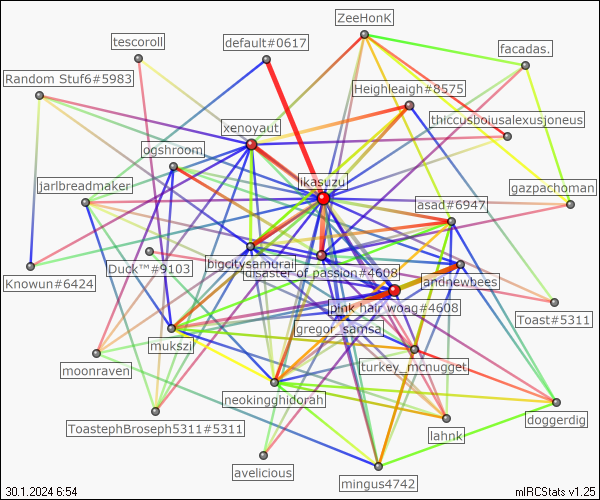 ZeeHonK
tescoroll
default#0617
facadas.
Random Stuf6#5983
Heighleigh#8575
thiccusboiusalexusjoneus
xenoyaut
ogshroom
Ikasuzu
jarlbreadmaker
gazpachoman
asad#6947
bigcitysamurai
Duck™#9103
disaster of passion#4608
Knowun#6424
andnewbees
pink hair woag#4608
Toast#5311
gregor_samsa
mukszir
moonraven
turkey_mcnugget
neokingghidorah
doggerdig
ToastephBroseph5311#5311
lahnk
avelicious
mingus4742
30.1.2024 6:54
mIRCStats v1.25